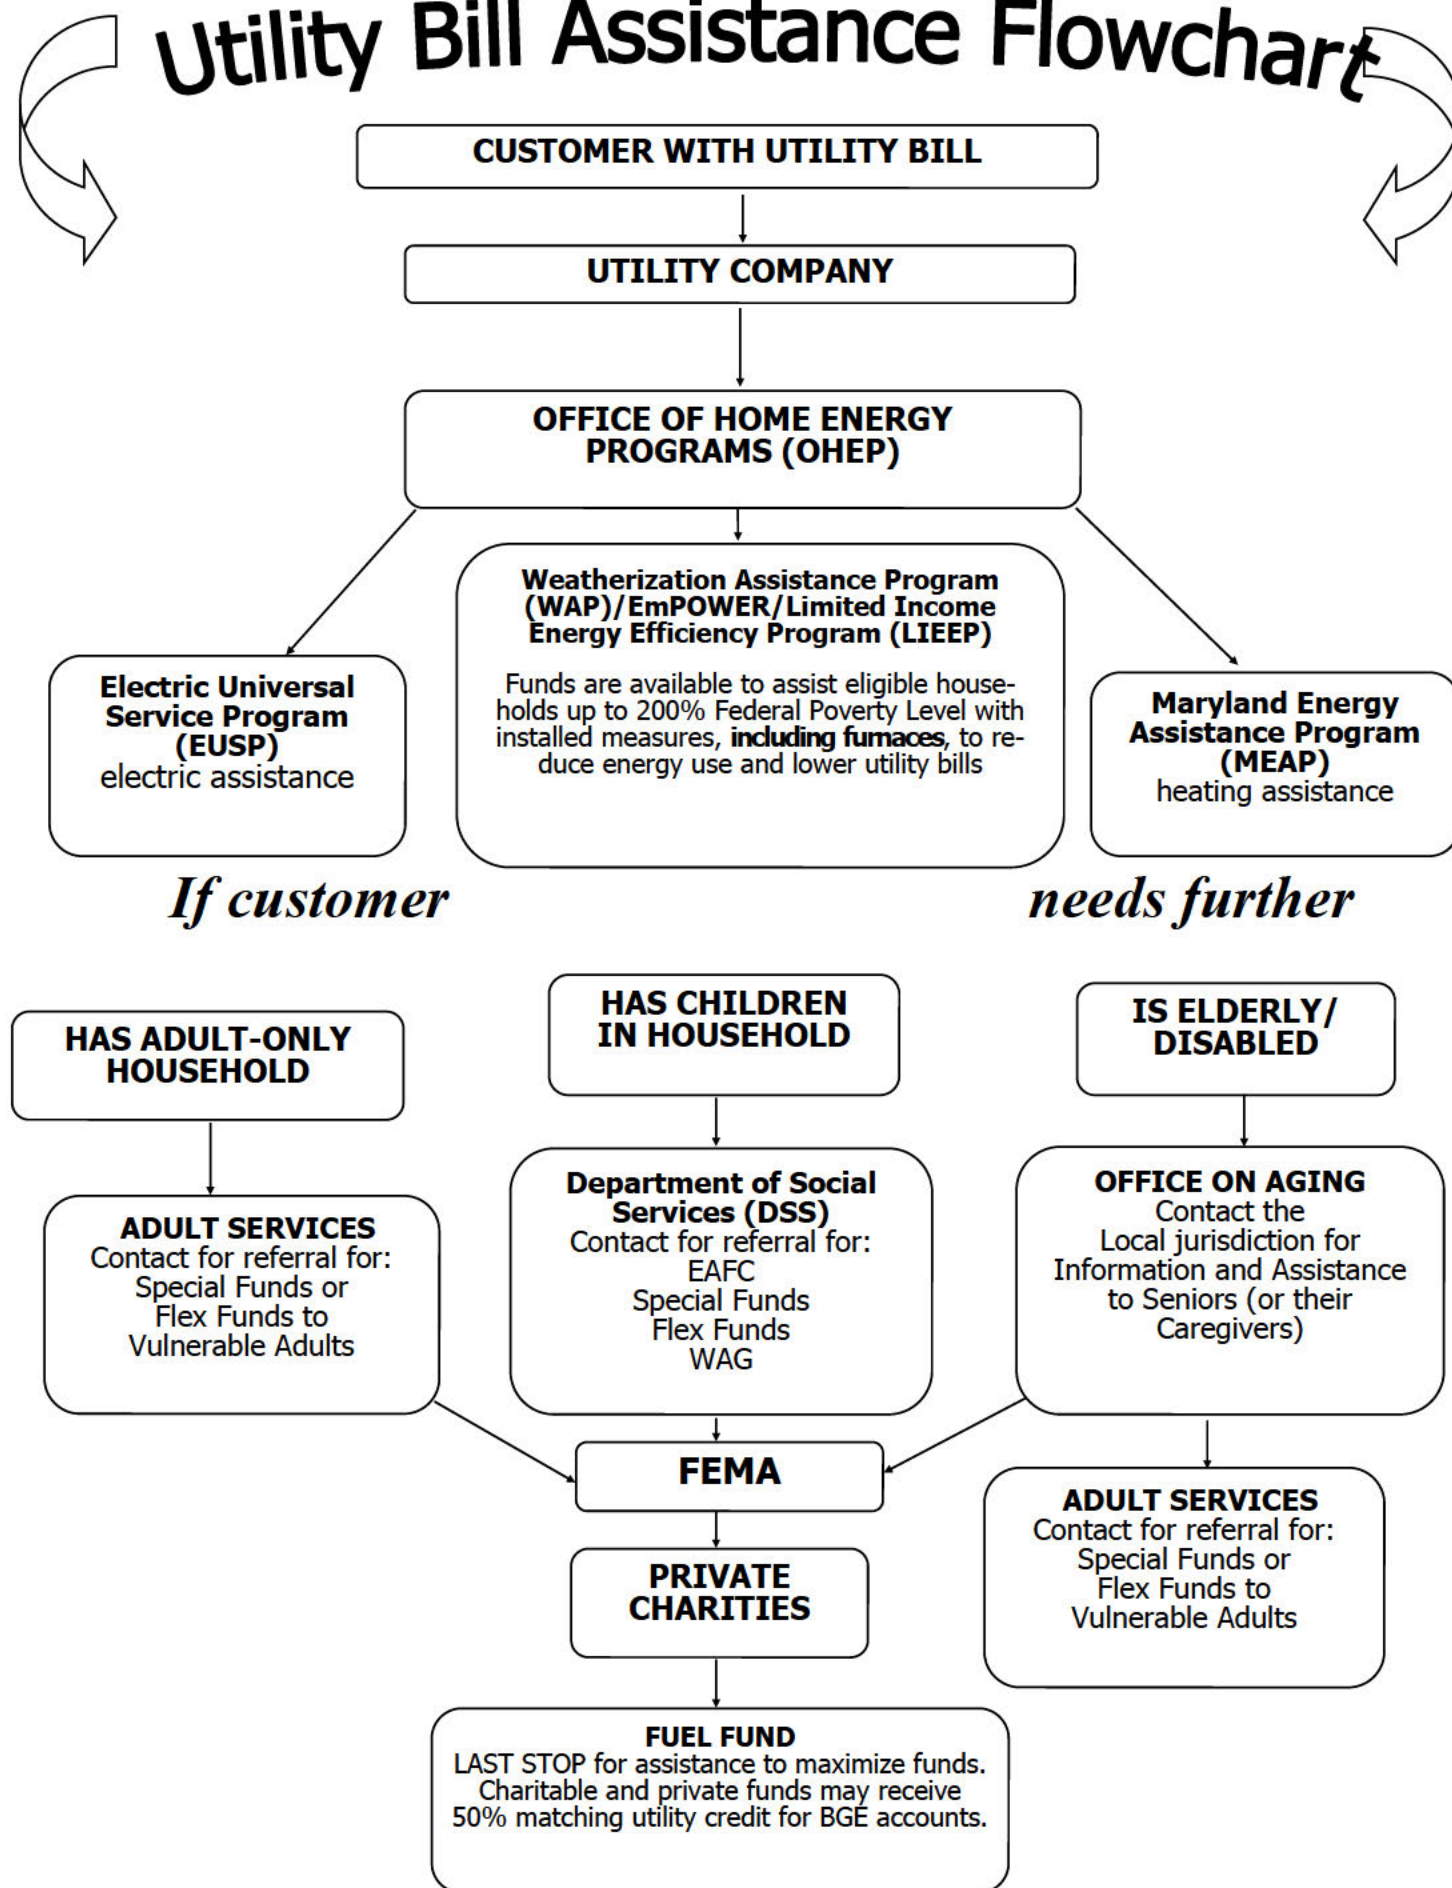 Utility Bill Assistance Flowchart
CUSTOMER WITH UTILITY BILL
UTILITY COMPANY
OFFICE OF HOME ENERGY
PROGRAMS (OHEP)
Weatherization Assistance Program
(WAP)/EmPOWER/Limited Income
Energy Efficiency Program (LIEEP)
Funds are available to assist eligible house-
holds up to 200% Federal Poverty Level with
installed measures, including furnaces, to re-
duce energy use and lower utility bills
Electric Universal
Service Program
(EUSP)
electric assistance
Maryland Energy
Assistance Program
(MEAP)
heating assistance
If customer needs further
HAS ADULT-ONLY
HOUSEHOLD
HAS CHILDREN
IN HOUSEHOLD
IS ELDERLY/
DISABLED
ADULT SERVICES
Contact for referral for:
Special Funds or
Flex Funds to
Vulnerable Adults
Department of Social
Services (DSS)
Contact for referral for:
EAFC
Special Funds
Flex Funds
WAG
OFFICE ON AGING
Contact the
Local jurisdiction for
Information and Assistance
to Seniors (or their
Caregivers)
FEMA
ADULT SERVICES
Contact for referral for:
Special Funds or
Flex Funds to
Vulnerable Adults
PRIVATE
CHARITIES
FUEL FUND
LAST STOP for assistance to maximize funds.
Charitable and private funds may receive
50% matching utility credit for BGE accounts.